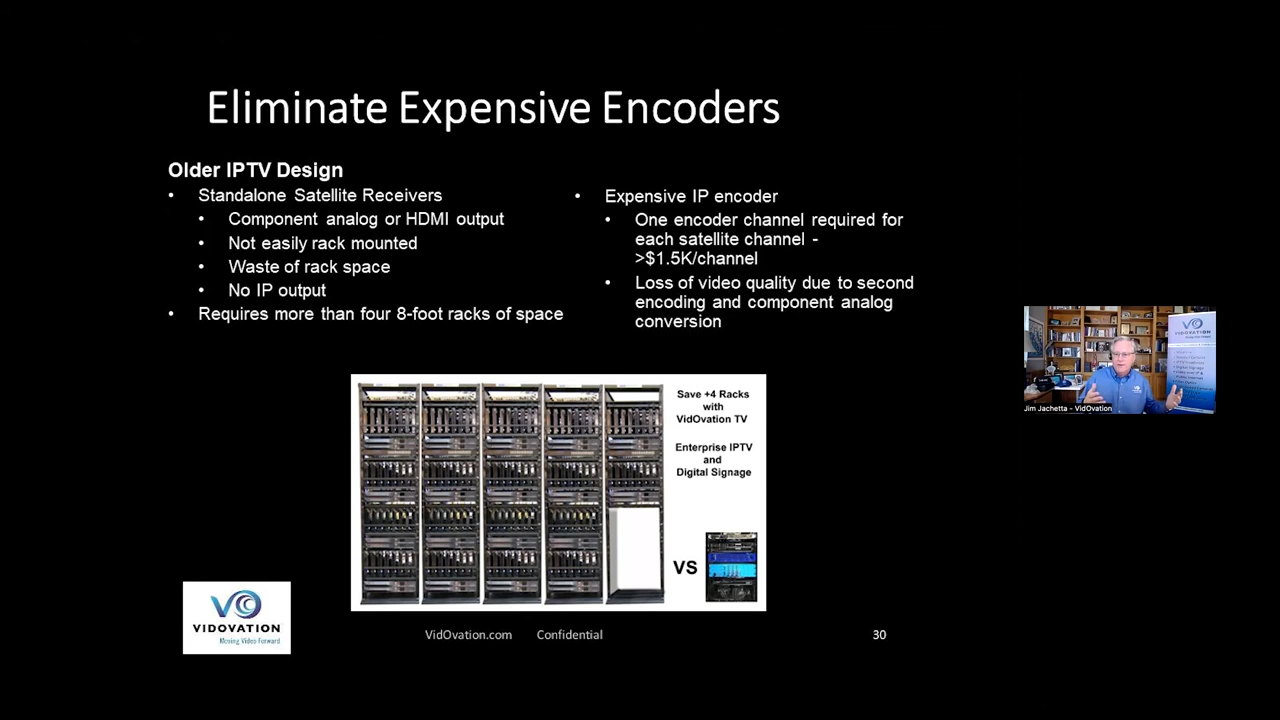 Eliminate Expensive Encoders
Older IPTV Design
• Standalone Satellite Receivers
• Component analog or HDMI output
• Not easily rack mounted
• Waste of rack space
• No IP output
• Requires more than four 8-foot racks of space
• Expensive IP encoder
• One encoder channel required for
each satellite channel -
>$1.5K/channel
• Loss of video quality due to second
encoding and component analog
conversion
Save +4 Racks
with
VidOvation TV
Enterprise IPTV
and
Digital Signage
VS
VIDOVATION
Moving Video Forward
VidOvation.com Confidential
30
VIDOVATION
Jim Jachetta - VidOvation